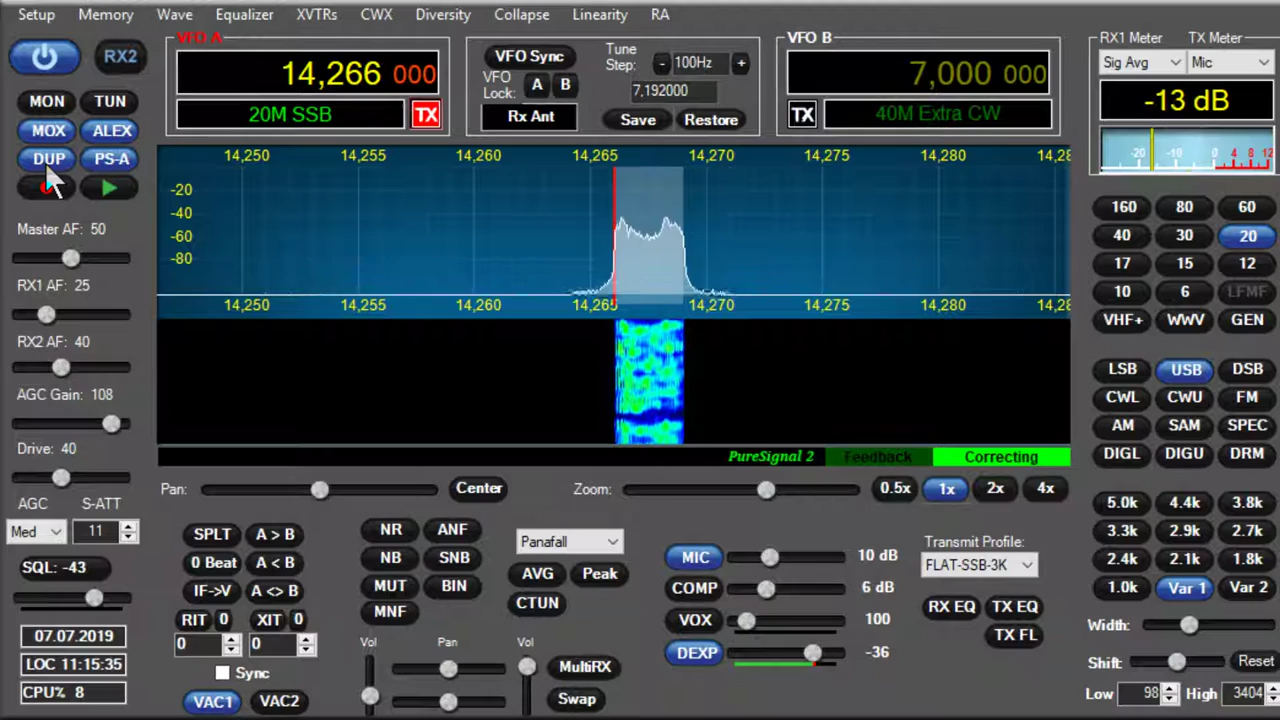 Setup Memory Wave Equalizer XVTRs CWX Diversity Collapse Linearity RA
RX2
MON TUN
MOX ALEX
DUP PS-A
VFO A
14,266 000
20M SSB TX
VFO Sync
VFO Lock: A B
Rx Ant
Tune Step: - 100Hz +
7,192000
Save Restore
VFO B
7,000 000
TX 40M Extra CW
RX1 Meter TX Meter
Sig Avg Mic
-13 dB
-20 -10 0 4 8 12
Master AF: 50
RX1 AF: 25
RX2 AF: 40
AGC Gain: 108
Drive: 40
AGC S-ATT
Med 11
SQL: -43
07.07.2019
LOC 11:15:35
CPU% 8
14,250 14,255 14,260 14,265 14,270 14,275 14,280 14,28
-20
-40
-60
-80
14,250 14,255 14,260 14,265 14,270 14,275 14,280 14,28
PureSignal 2 Feedback Correcting
Pan: Center Zoom: 0.5x 1x 2x 4x
SPLT A > B
0 Beat A < B
IF->V A <> B
RIT 0 XIT 0
0 0
Sync
VAC1 VAC2
NR ANF
NB SNB
MUT BIN
MNF
Vol Pan Vol
Panafall
AVG Peak
CTUN
MultiRX
Swap
MIC 10 dB
COMP 6 dB
VOX 100
DEXP -36
Transmit Profile:
FLAT-SSB-3K
RX EQ TX EQ
TX FL
160 80 60
40 30 20
17 15 12
10 6 LFMF
VHF+ WWV GEN
LSB USB DSB
CWL CWU FM
AM SAM SPEC
DIGL DIGU DRM
5.0k 4.4k 3.8k
3.3k 2.9k 2.7k
2.4k 2.1k 1.8k
1.0k Var 1 Var 2
Width:
Shift: Reset
Low 98 High 3404